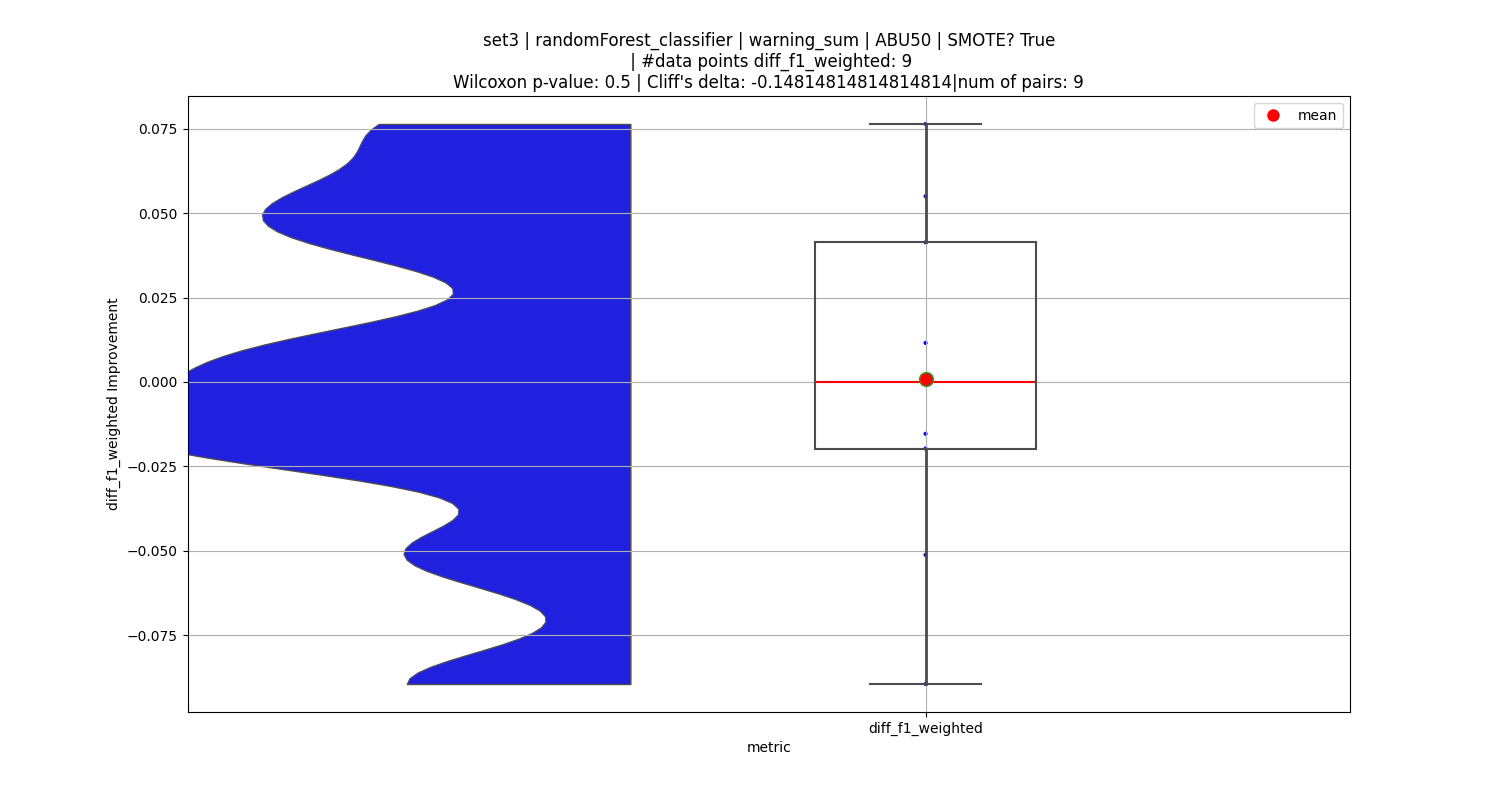 set3 | randomForest_classifier | warning_sum | ABU50 | SMOTE? True
| #data points diff_f1_weighted: 9
Wilcoxon p-value: 0.5 | Cliff's delta: -0.14814814814814814|num of pairs: 9
mean
0.075
0.050
0.025
0.000
−0.025
−0.050
−0.075
diff_f1_weighted Improvement
diff_f1_weighted
metric